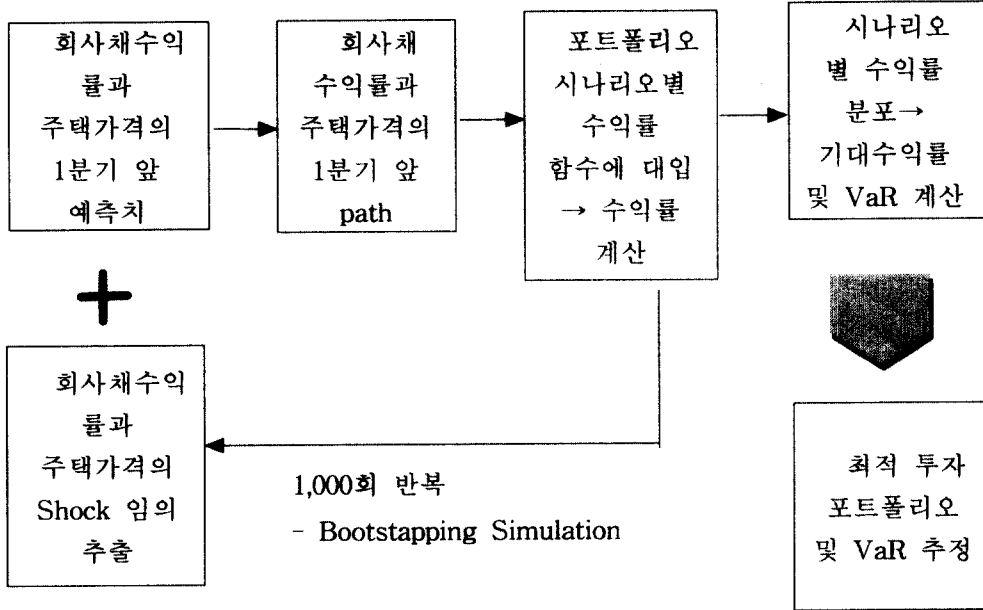 회사채수익
률과
주택가격의
1분기 앞
예측치
회사채
수익률과
주택가격의
1분기 앞
path
포트폴리오
시나리오별
수익률
함수에 대입
→ 수익률
계산
시나리오
별 수익률
분포→
기대수익률
및 VaR 계산
회사채수익
률과
주택가격의
Shock 임의
추출
1,000회 반복
- Bootstapping Simulation
최적 투자
포트폴리오
및 VaR 추정